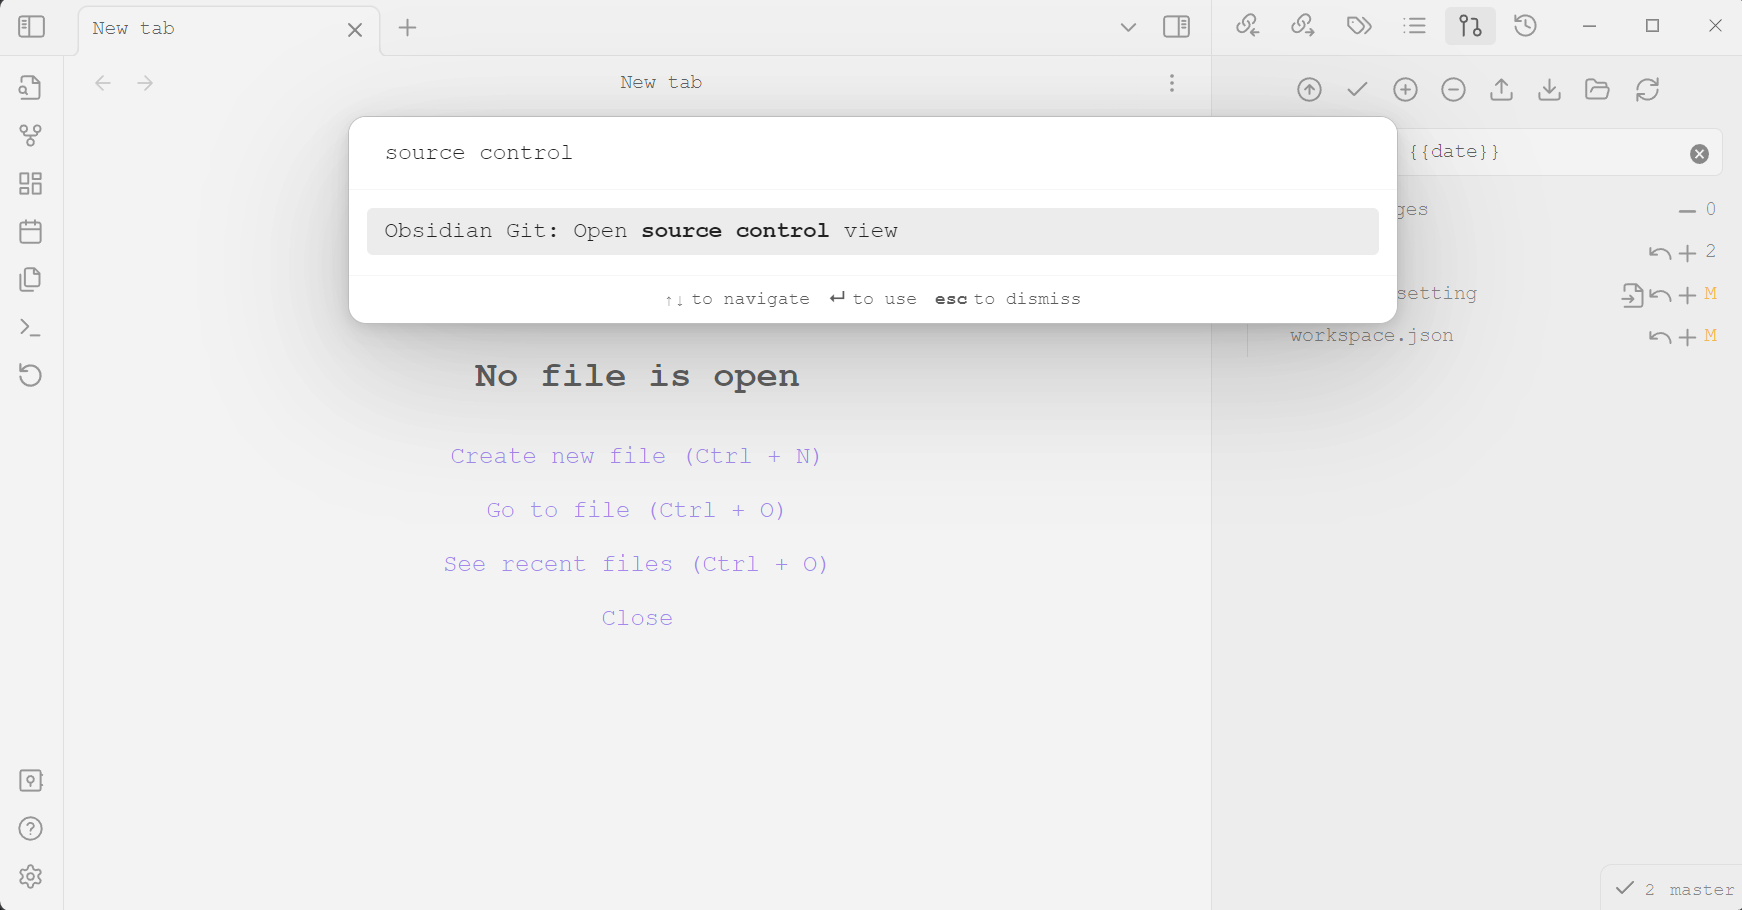 New tab
New tab
source control
{{date}}
Obsidian Git: Open source control view
ges
0
2
↑↓ to navigate ↵ to use esc to dismiss
setting
M
workspace.json
M
No file is open
Create new file (Ctrl + N)
Go to file (Ctrl + O)
See recent files (Ctrl + O)
Close
2 master